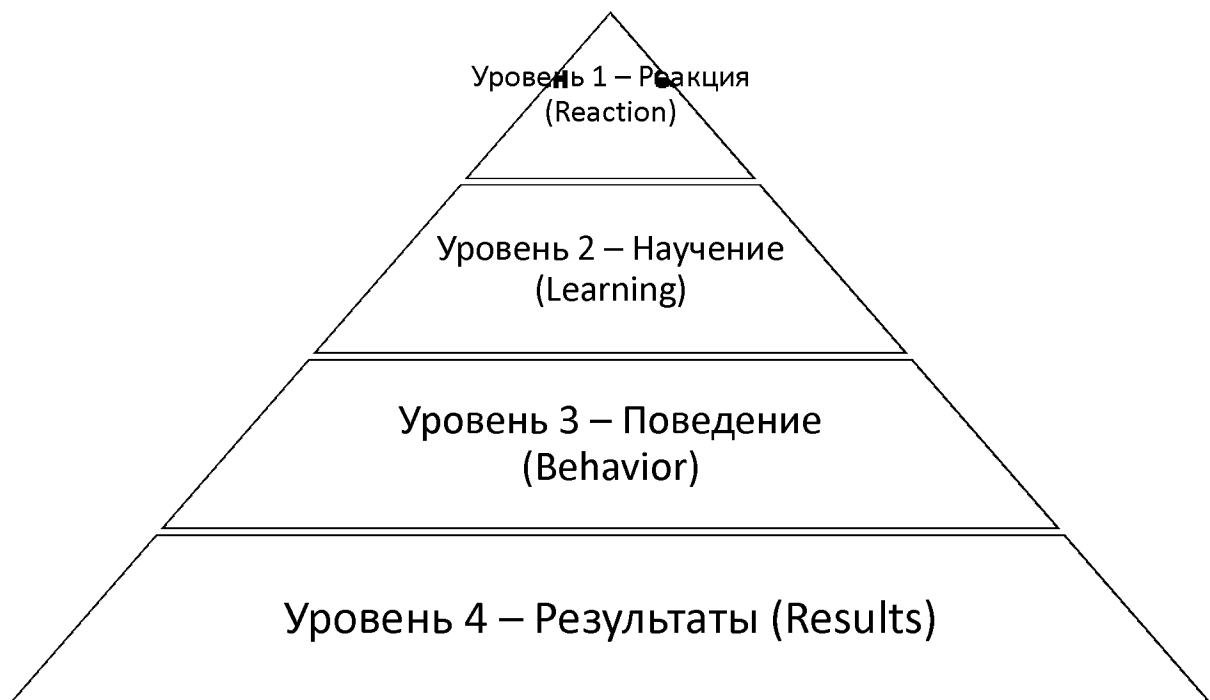 Уровень 1 – Реакция
(Reaction)
Уровень 2 – Научение
(Learning)
Уровень 3 – Поведение
(Behavior)
Уровень 4 – Результаты (Results)